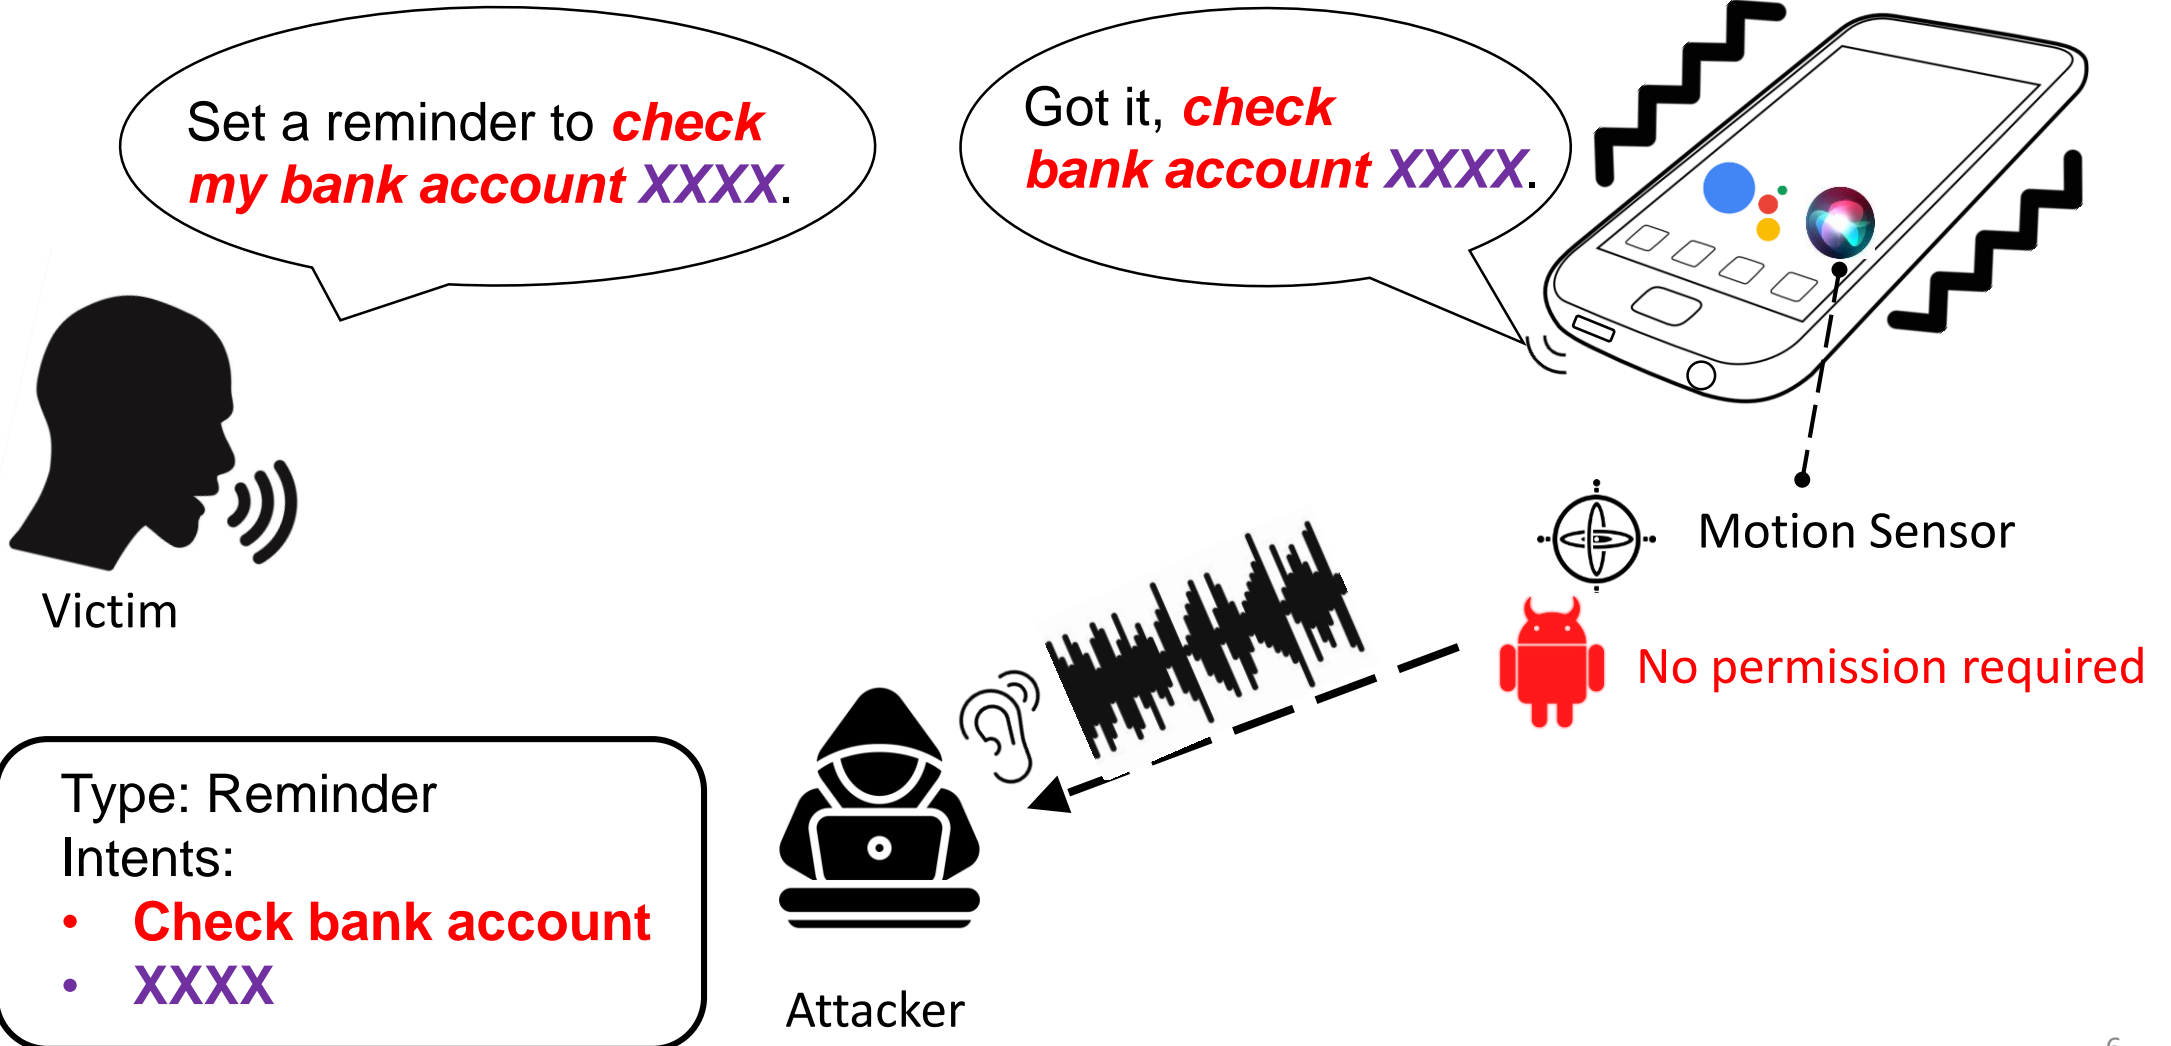 Set a reminder to check
my bank account XXXX.
Got it, check
bank account XXXX.
Motion Sensor
Victim
No permission required
Type: Reminder
Intents:
• Check bank account
• XXXX
Attacker